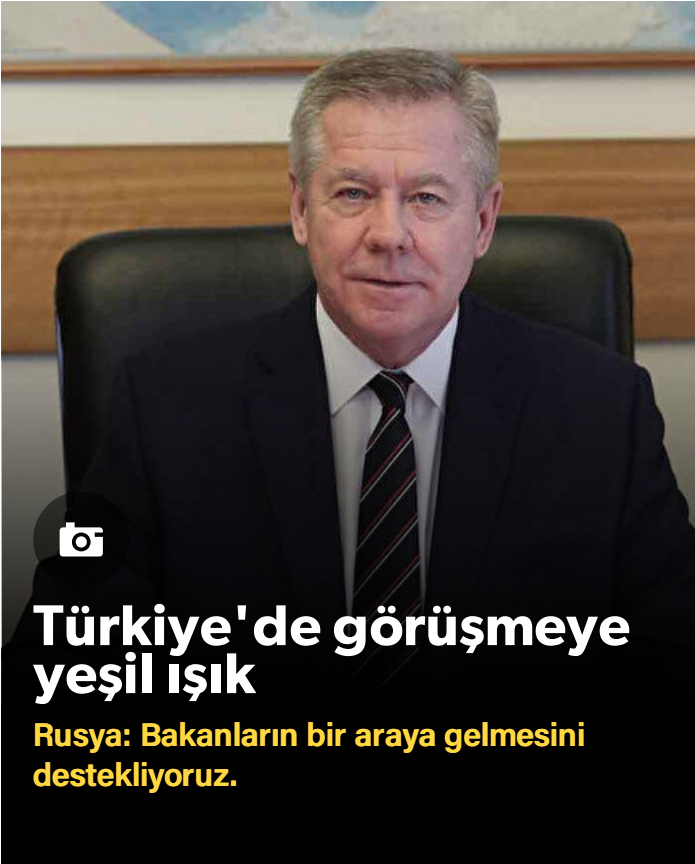 Türkiye'de görüşmeye
yeşil ışık
Rusya: Bakanların bir araya gelmesini
destekliyoruz.